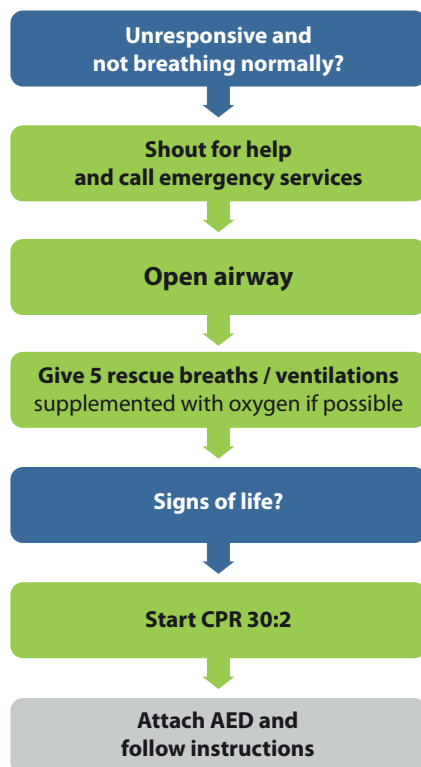 Unresponsive and
not breathing normally?
Shout for help
and call emergency services
Open airway
Give 5 rescue breaths / ventilations
supplemented with oxygen if possible
Signs of life?
Start CPR 30:2
Attach AED and
follow instructions